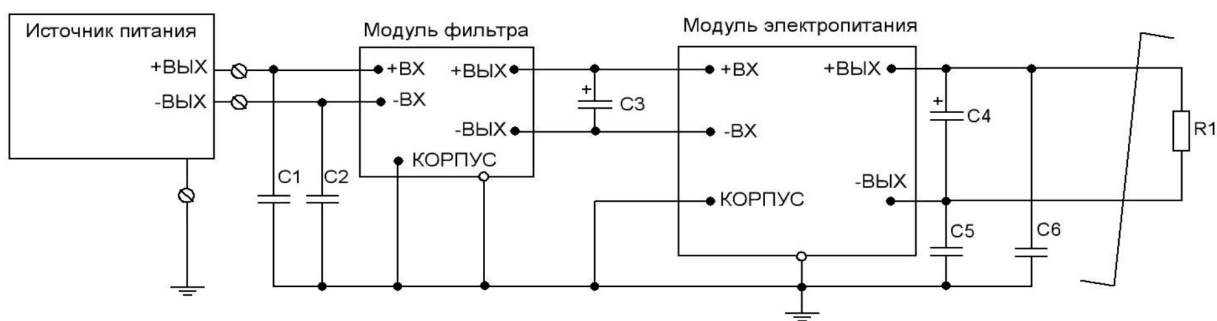 Источник питания
+ВЫХ
-ВЫХ
Модуль фильтра
+ВХ
-ВХ
+ВЫХ
-ВЫХ
КОРПУС
C1
C2
+
C3
Модуль электропитания
+ВХ
-ВХ
КОРПУС
+ВЫХ
-ВЫХ
+
C4
C5
C6
R1